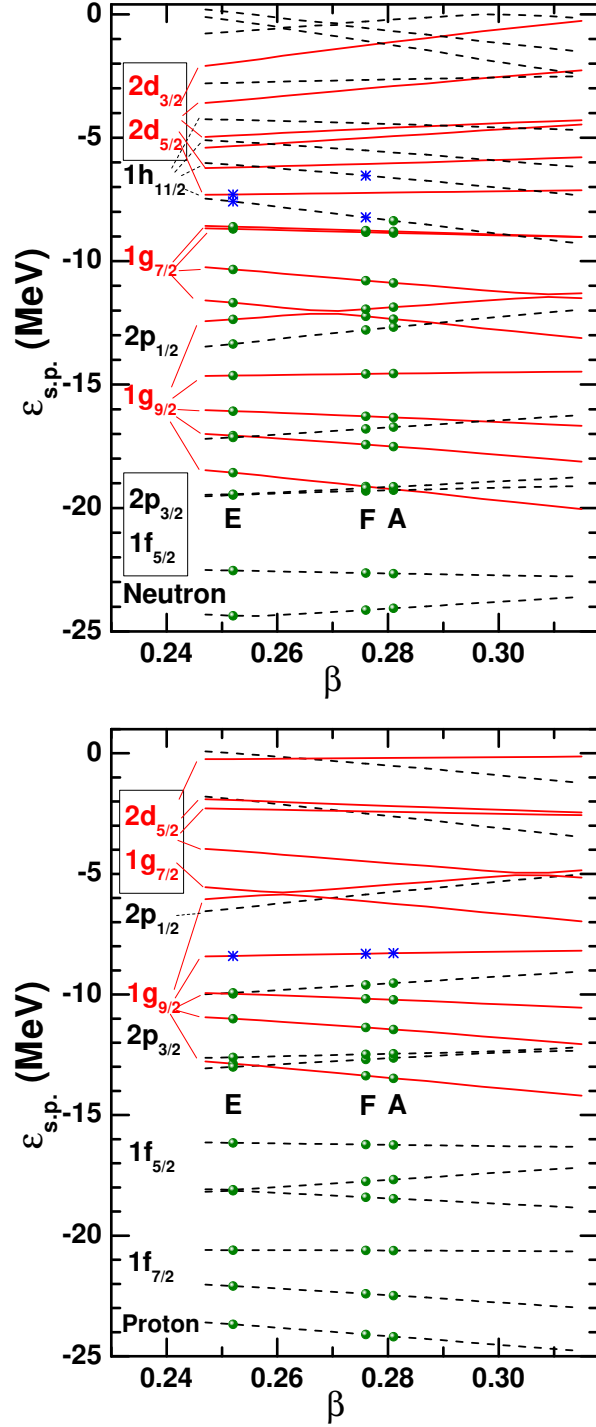 0
2d3/2
-5
2d5/2
1h11/2
-10
1g7/2
εs.p. (MeV)
2p1/2
-15
1g9/2
-20
2p3/2
E F A
1f5/2
Neutron
-25
0.24 0.26 0.28 0.30
β
0
2d5/2
-5
1g7/2
2p1/2
εs.p. (MeV)
-10
1g9/2
2p3/2
E F A
-15
1f5/2
-20
1f7/2
Proton
-25
0.24 0.26 0.28 0.30
β